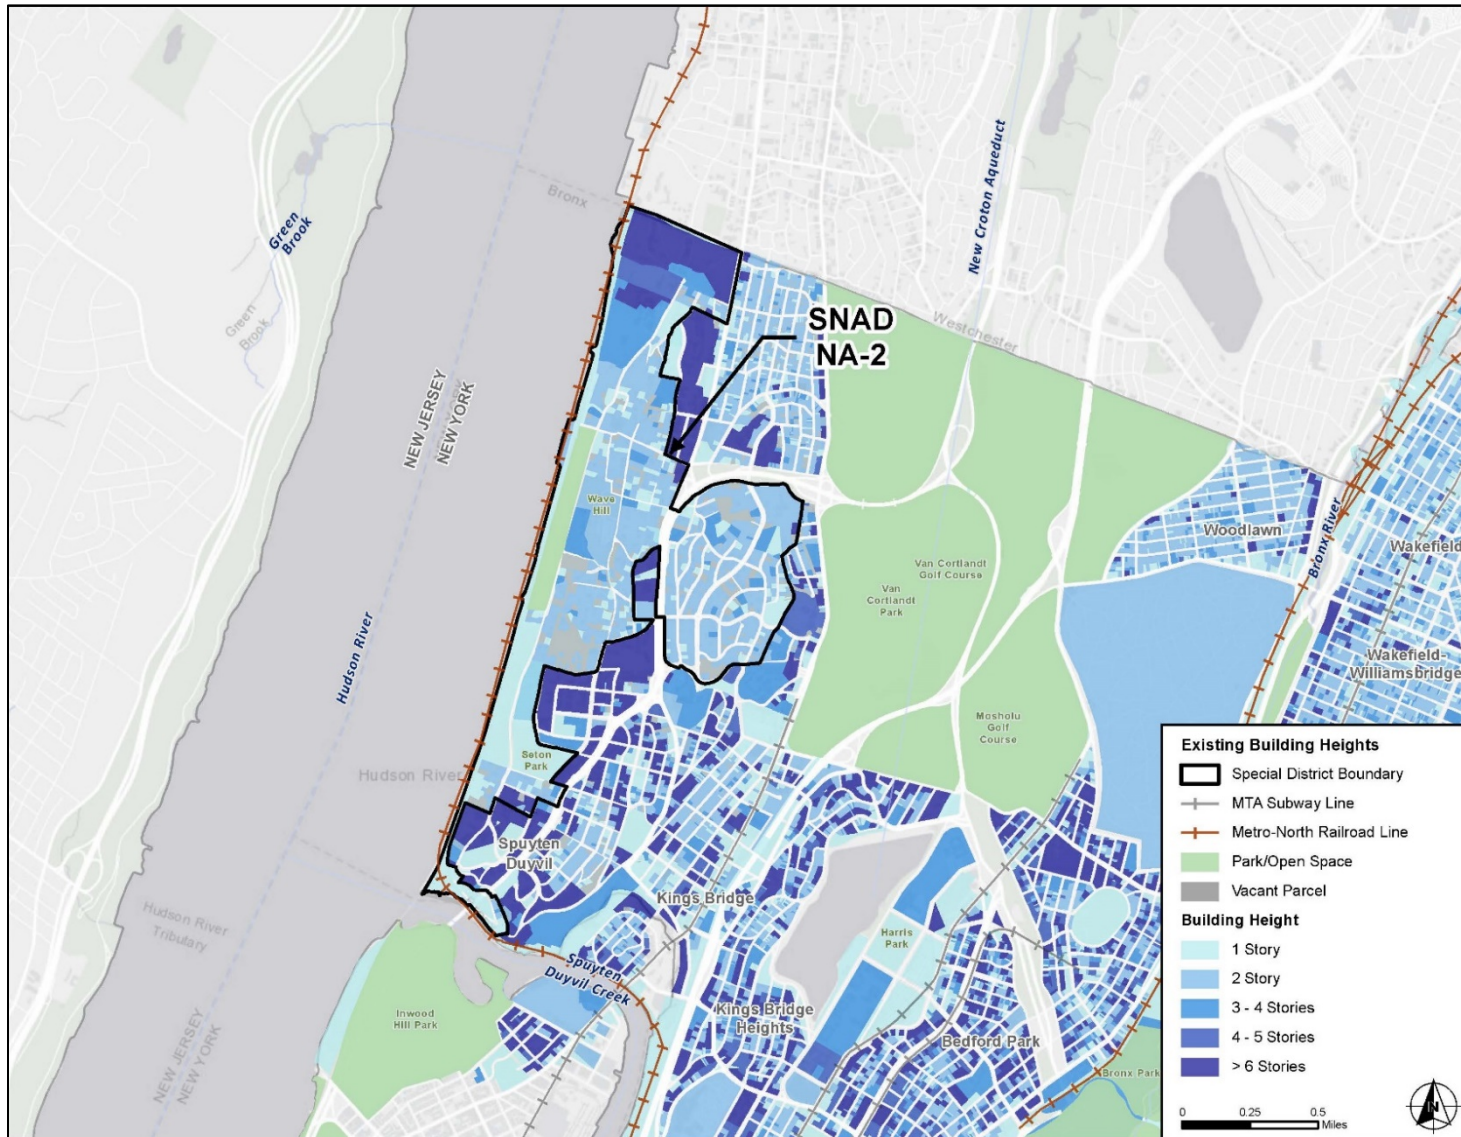 Bronx
New Croton Aqueduct
Green
Brook
Green
Brook
SNAD
NA-2
Westchester
NEW JERSEY
NEW YORK
Wave
Hill
Woodlawn
Bronx River
Wakefield
Van Cortlandt
Golf Course
Van
Cortlandt
Park
Hudson River
Wakefield-
Williamsbridge
Mosholu
Golf
Course
Seton
Park
Hudson River
Spuyten
Duyvil
Kings Bridge
Harris
Park
Hudson River
Tributary
Spuyten
Duyvil Creek
Inwood
Hill Park
Kings Bridge
Heights
Bedford Park
Bronx Park
NEW JERSEY
NEW YORK
Existing Building Heights
Special District Boundary
MTA Subway Line
Metro-North Railroad Line
Park/Open Space
Vacant Parcel
Building Height
1 Story
2 Story
3 - 4 Stories
4 - 5 Stories
> 6 Stories
0 0.25 0.5
Miles
N